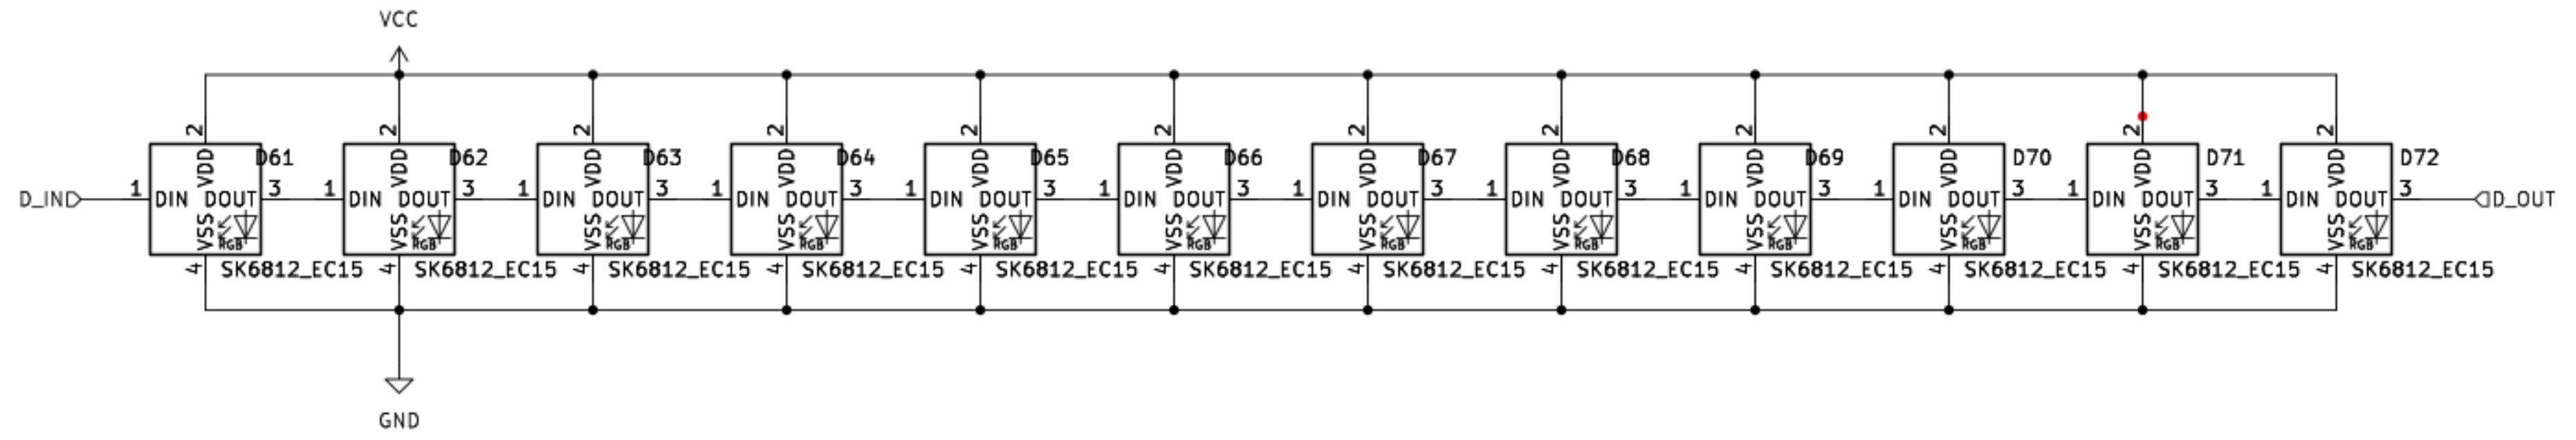 VCC
2 2 2 2 2 2 2 2 2 2 2 2
D61 D62 D63 D64 D65 D66 D67 D68 D69 D70 D71 D72
VDD VDD VDD VDD VDD VDD VDD VDD VDD VDD VDD VDD
D_IN 1 DIN DOUT 3 1 DIN DOUT 3 1 DIN DOUT 3 1 DIN DOUT 3 1 DIN DOUT 3 1 DIN DOUT 3 1 DIN DOUT 3 1 DIN DOUT 3 1 DIN DOUT 3 1 DIN DOUT 3 1 DIN DOUT 3 1 DIN DOUT 3 D_OUT
VSS RGB VSS RGB VSS RGB VSS RGB VSS RGB VSS RGB VSS RGB VSS RGB VSS RGB VSS RGB VSS RGB VSS RGB
4 SK6812_EC15 4 SK6812_EC15 4 SK6812_EC15 4 SK6812_EC15 4 SK6812_EC15 4 SK6812_EC15 4 SK6812_EC15 4 SK6812_EC15 4 SK6812_EC15 4 SK6812_EC15 4 SK6812_EC15 4 SK6812_EC15
GND